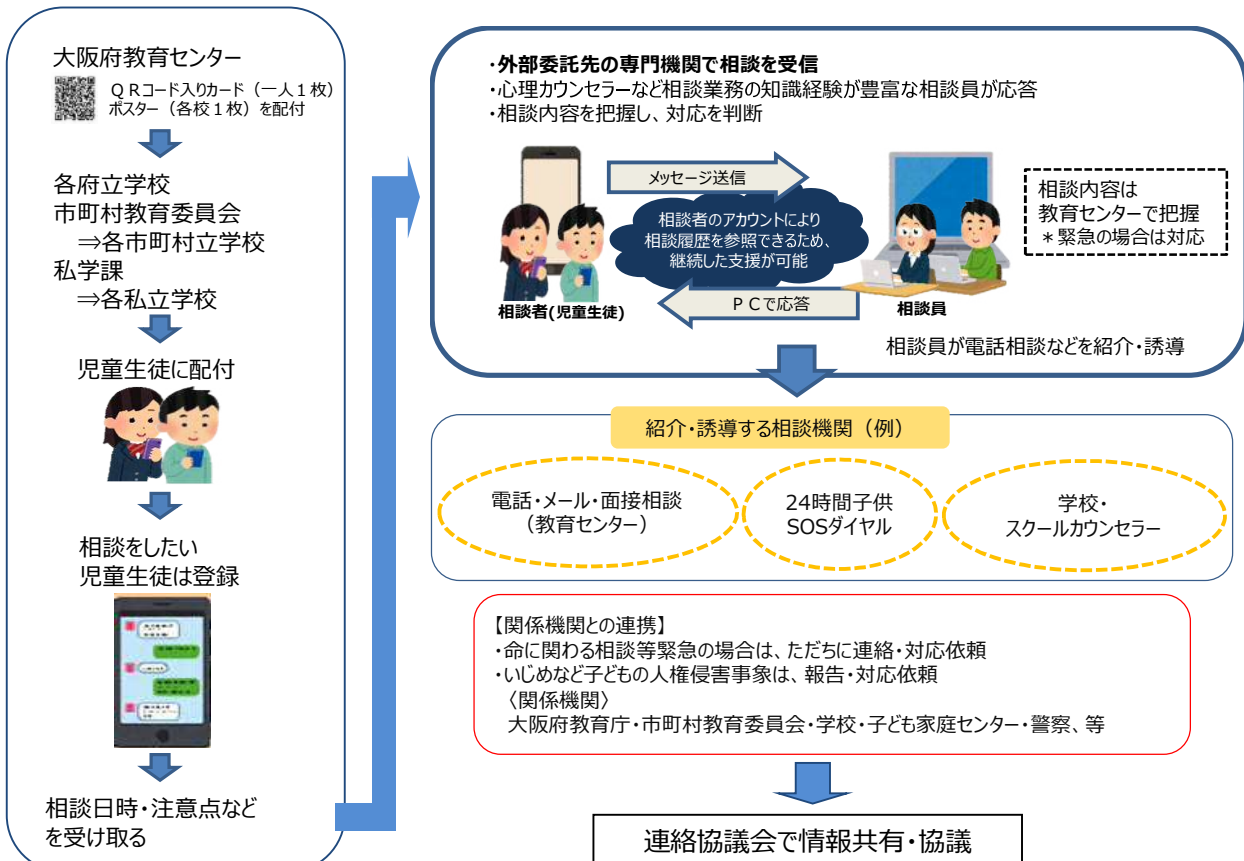 大阪府教育センター
ＱＲコード入りカード（一人１枚）
ポスター（各校１枚）を配付
各府立学校
市町村教育委員会
⇒各市町村立学校
私学課
⇒各私立学校
児童生徒に配付
相談をしたい
児童生徒は登録
相談日時・注意点など
を受け取る
・外部委託先の専門機関で相談を受信
・心理カウンセラーなど相談業務の知識経験が豊富な相談員が応答
・相談内容を把握し、対応を判断
メッセージ送信
相談者のアカウントにより
相談履歴を参照できるため、
継続した支援が可能
ＰＣで応答
相談者(児童生徒)
相談員
相談内容は
教育センターで把握
＊緊急の場合は対応
相談員が電話相談などを紹介・誘導
紹介・誘導する相談機関（例）
電話・メール・面接相談
（教育センター）
24時間子供
SOSダイヤル
学校・
スクールカウンセラー
【関係機関との連携】
・命に関わる相談等緊急の場合は、ただちに連絡・対応依頼
・いじめなど子どもの人権侵害事象は、報告・対応依頼
〈関係機関〉
大阪府教育庁・市町村教育委員会・学校・子ども家庭センター・警察、等
連絡協議会で情報共有・協議